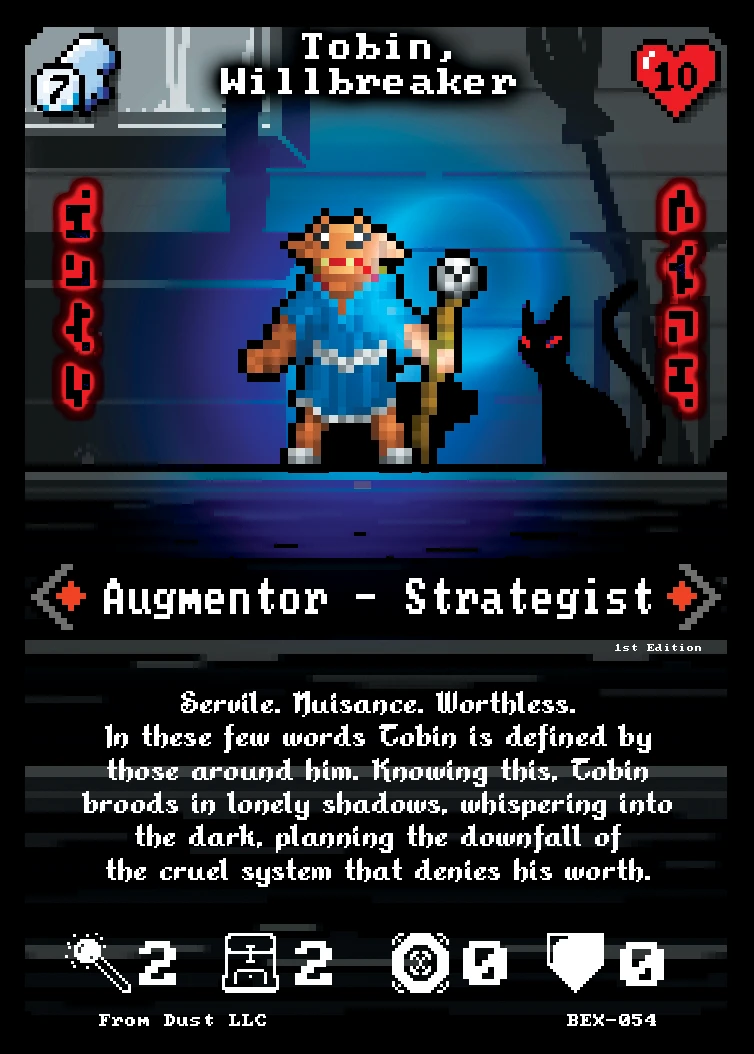 Tobin,
Willbreaker
7
10
Augmentor - Strategist
1st Edition
Servile. Nuisance. Worthless.
In these few words Tobin is defined by
those around him. Knowing this, Tobin
broods in lonely shadows, whispering into
the dark, planning the downfall of
the cruel system that denies his worth.
2 2 0 0
From Dust LLC BEX-054